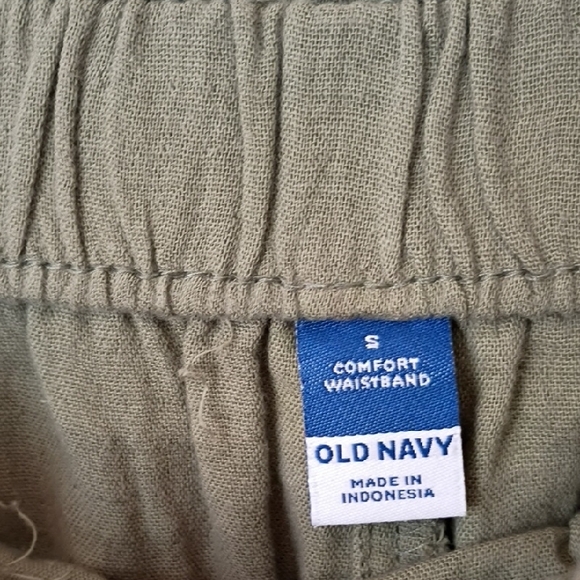 S
COMFORT
WAISTBAND
OLD NAVY
MADE IN
INDONESIA